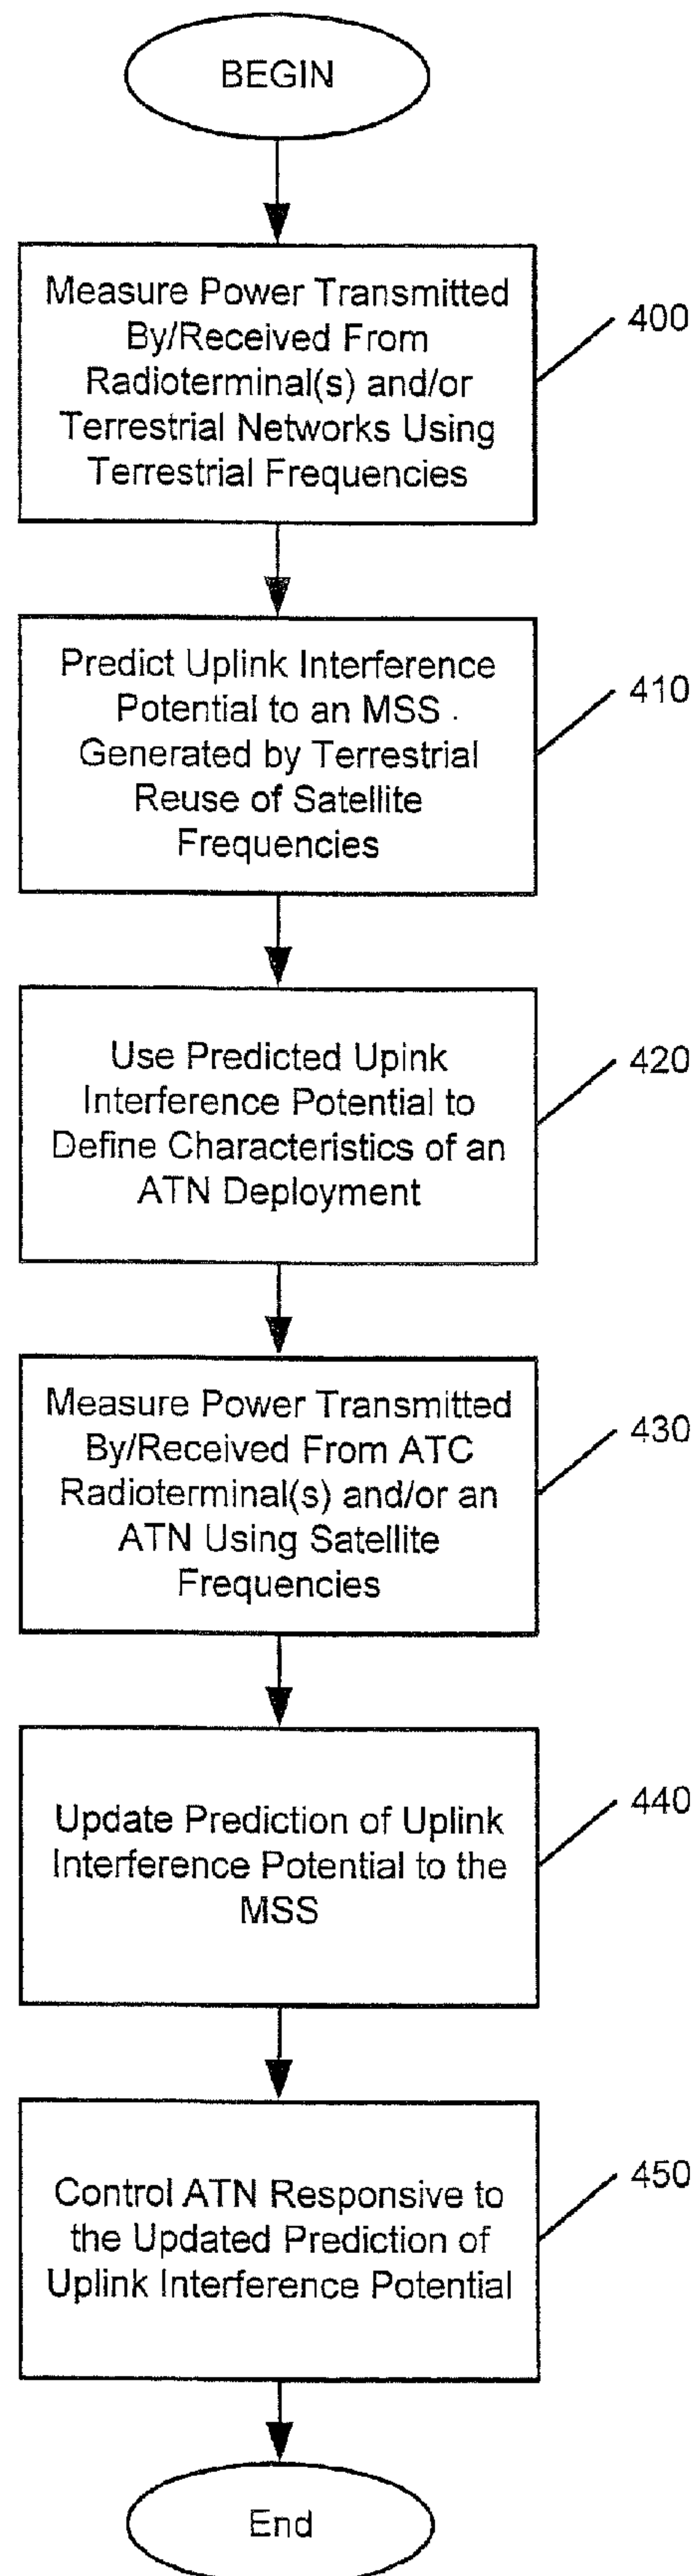 BEGIN
Measure Power Transmitted
By/Received From
Radioterminal(s) and/or
Terrestrial Networks Using
Terrestrial Frequencies
400
Predict Uplink Interference
Potential to an MSS
Generated by Terrestrial
Reuse of Satellite
Frequencies
410
Use Predicted Upink
Interference Potential to
Define Characteristics of an
ATN Deployment
420
Measure Power Transmitted
By/Received From ATC
Radioterminal(s) and/or an
ATN Using Satellite
Frequencies
430
Update Prediction of Uplink
Interference Potential to the
MSS
440
Control ATN Responsive to
the Updated Prediction of
Uplink Interference Potential
450
End